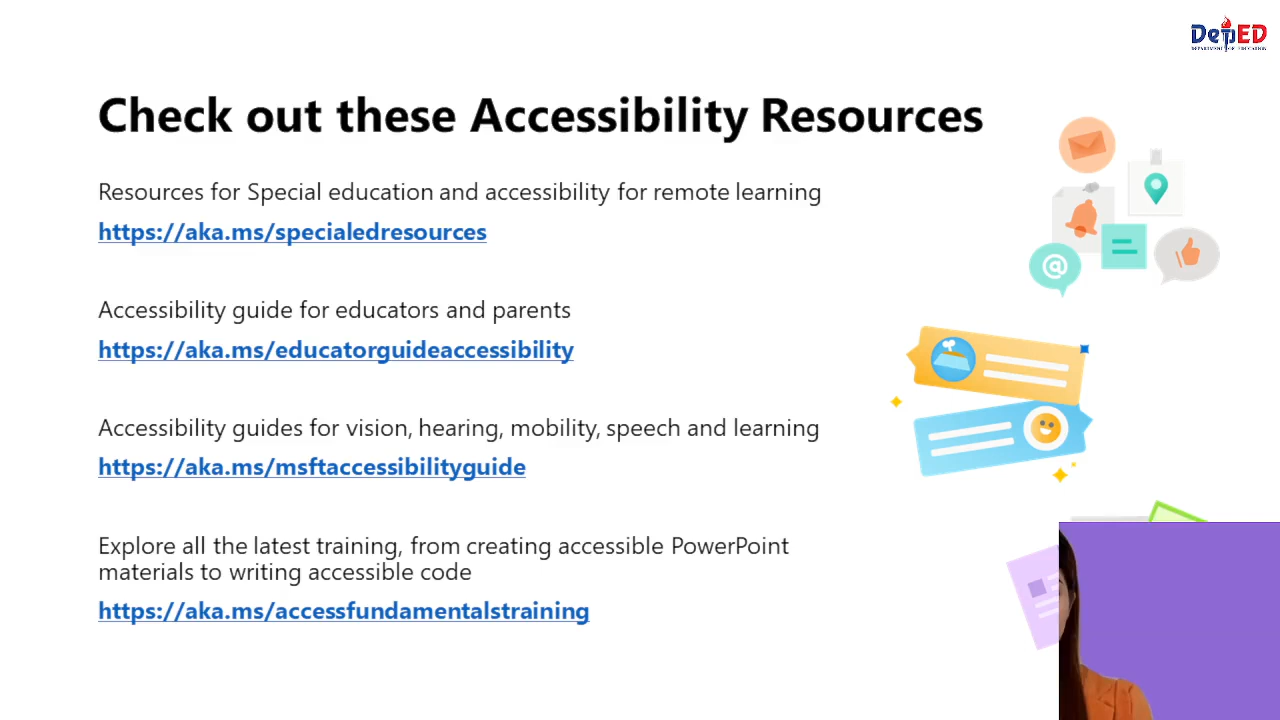 DepED
DEPARTMENT OF EDUCATION
Check out these Accessibility Resources
Resources for Special education and accessibility for remote learning
https://aka.ms/specialedresources
Accessibility guide for educators and parents
https://aka.ms/educatorguideaccessibility
Accessibility guides for vision, hearing, mobility, speech and learning
https://aka.ms/msftaccessibilityguide
Explore all the latest training, from creating accessible PowerPoint
materials to writing accessible code
https://aka.ms/accessfundamentalstraining